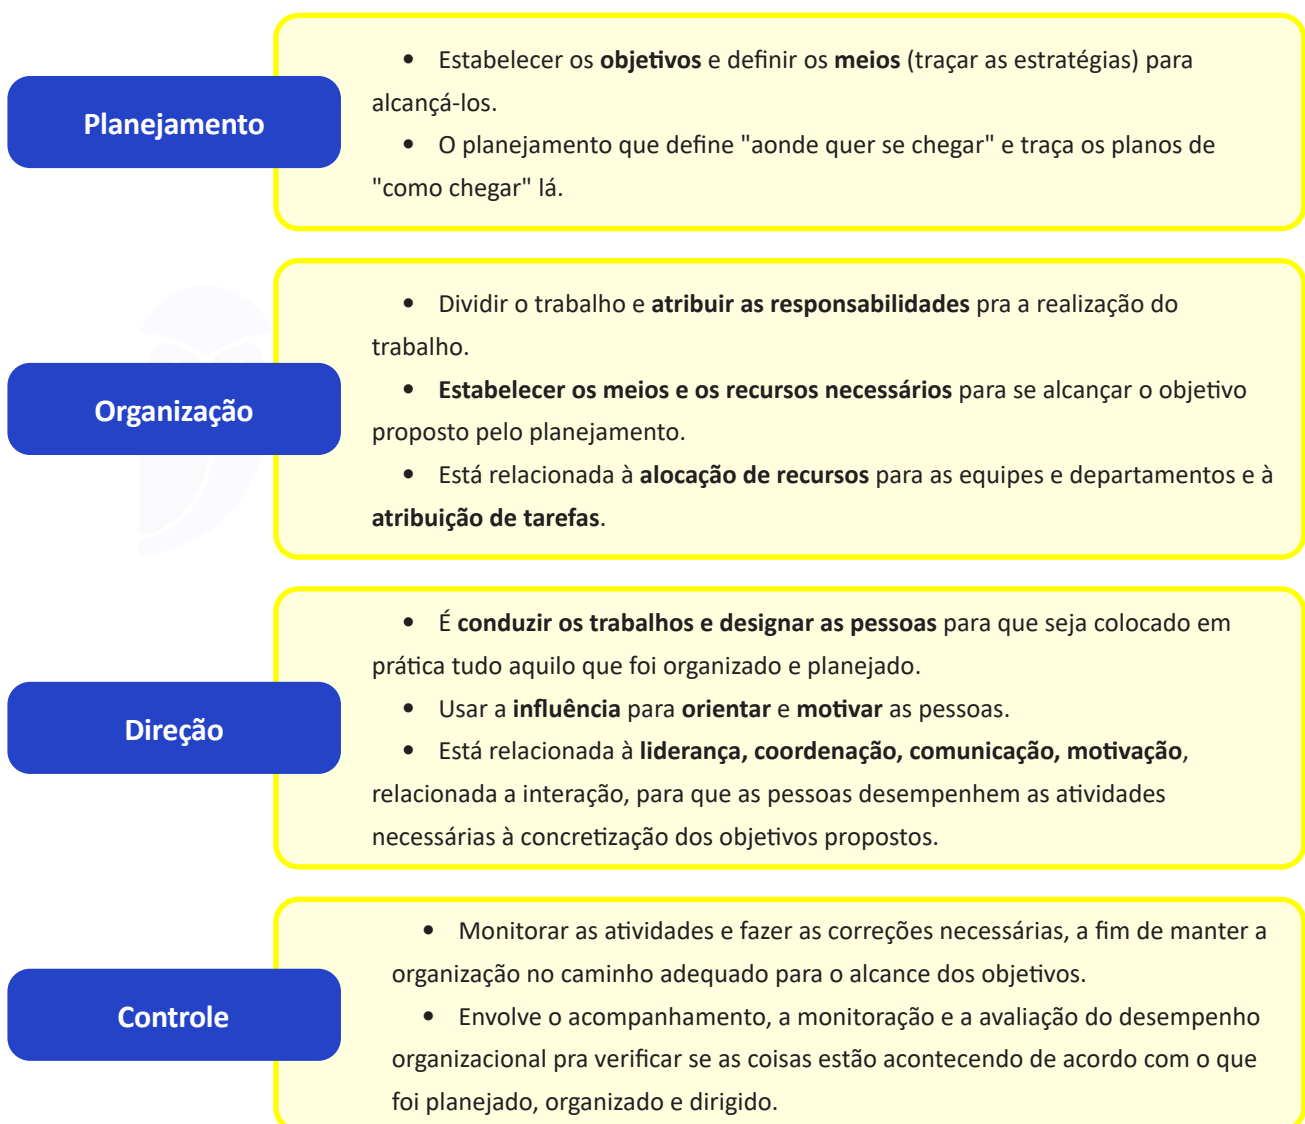 Planejamento
• Estabelecer os objetivos e definir os meios (traçar as estratégias) para
alcançá-los.
• O planejamento que define "aonde quer se chegar" e traça os planos de
"como chegar" lá.
Organização
• Dividir o trabalho e atribuir as responsabilidades pra a realização do
trabalho.
• Estabelecer os meios e os recursos necessários para se alcançar o objetivo
proposto pelo planejamento.
• Está relacionada à alocação de recursos para as equipes e departamentos e à
atribuição de tarefas.
Direção
• É conduzir os trabalhos e designar as pessoas para que seja colocado em
prática tudo aquilo que foi organizado e planejado.
• Usar a influência para orientar e motivar as pessoas.
• Está relacionada à liderança, coordenação, comunicação, motivação,
relacionada a interação, para que as pessoas desempenhem as atividades
necessárias à concretização dos objetivos propostos.
Controle
• Monitorar as atividades e fazer as correções necessárias, a fim de manter a
organização no caminho adequado para o alcance dos objetivos.
• Envolve o acompanhamento, a monitoração e a avaliação do desempenho
organizacional pra verificar se as coisas estão acontecendo de acordo com o que
foi planejado, organizado e dirigido.